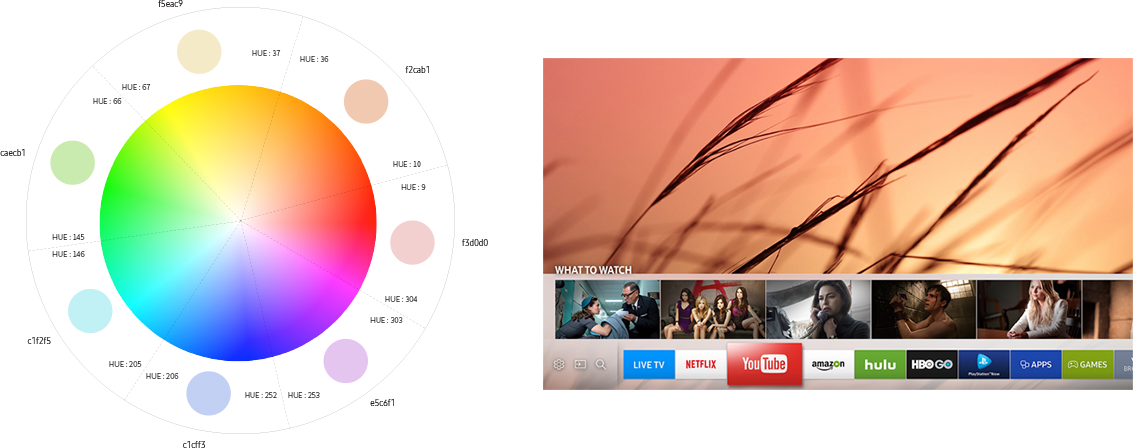 f5eac9
HUE : 37
HUE : 36
f2cab1
HUE : 67
HUE : 66
caecb1
HUE : 10
HUE : 9
f3d0d0
HUE : 145
HUE : 146
c1f2f5
HUE : 304
HUE : 303
HUE : 205
HUE : 206
HUE : 252
HUE : 253
e5c6f1
c1cff3
WHAT TO WATCH
A
LIVE TV
NETFLIX
YouTube
amazon
hulu
HBO GO
PlayStation Now
APPS
GAMES